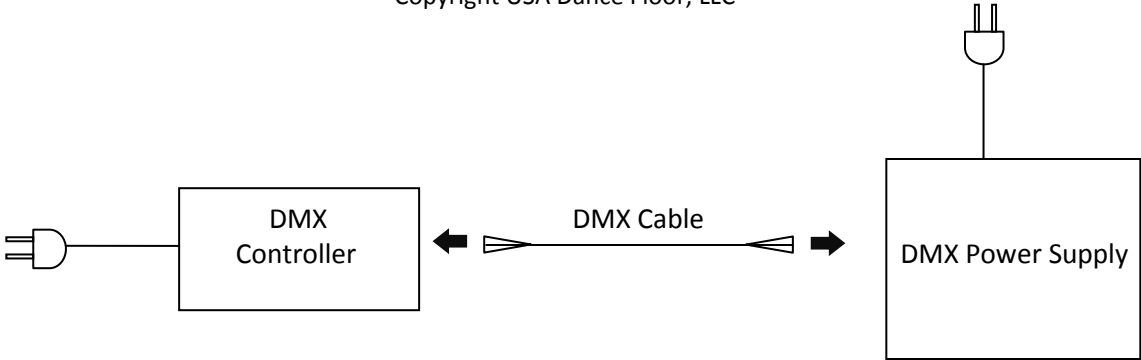 Copyright USA Dance Floor, LLC
DMX
Controller
DMX Cable
DMX Power Supply